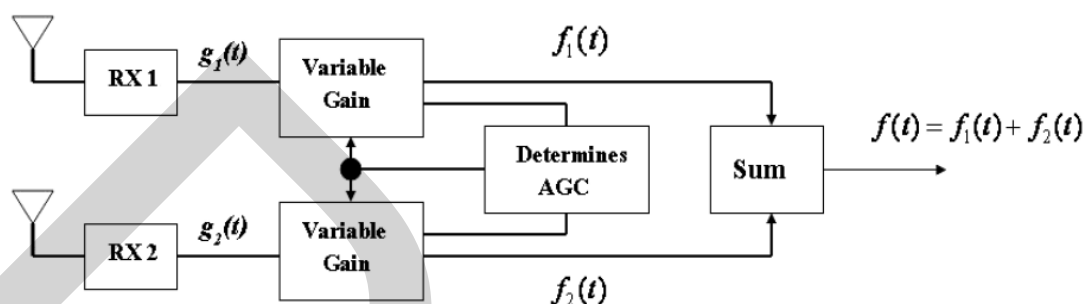 f₁(t)
g₁(t)
RX 1
Variable
Gain
Determines
AGC
Sum
f(t) = f₁(t) + f₂(t)
g₂(t)
RX 2
Variable
Gain
f₂(t)